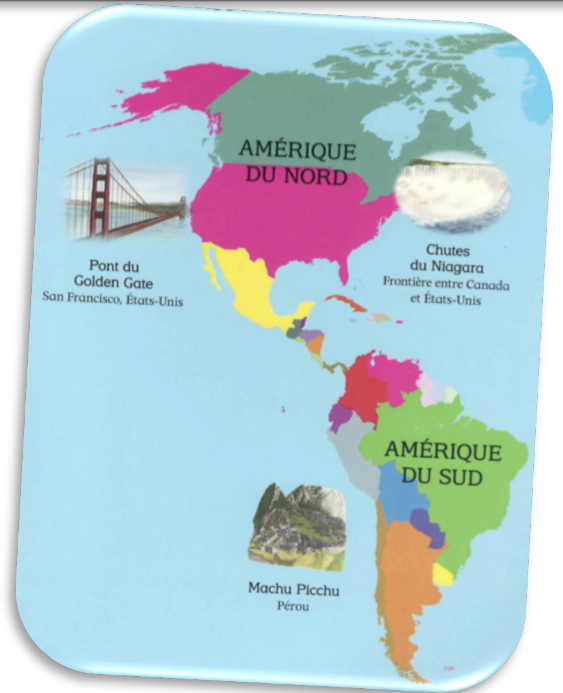 AMÉRIQUE
DU NORD
Pont du
Golden Gate
San Francisco, États-Unis
Chutes
du Niagara
Frontière entre Canada
et États-Unis
AMÉRIQUE
DU SUD
Machu Picchu
Pérou